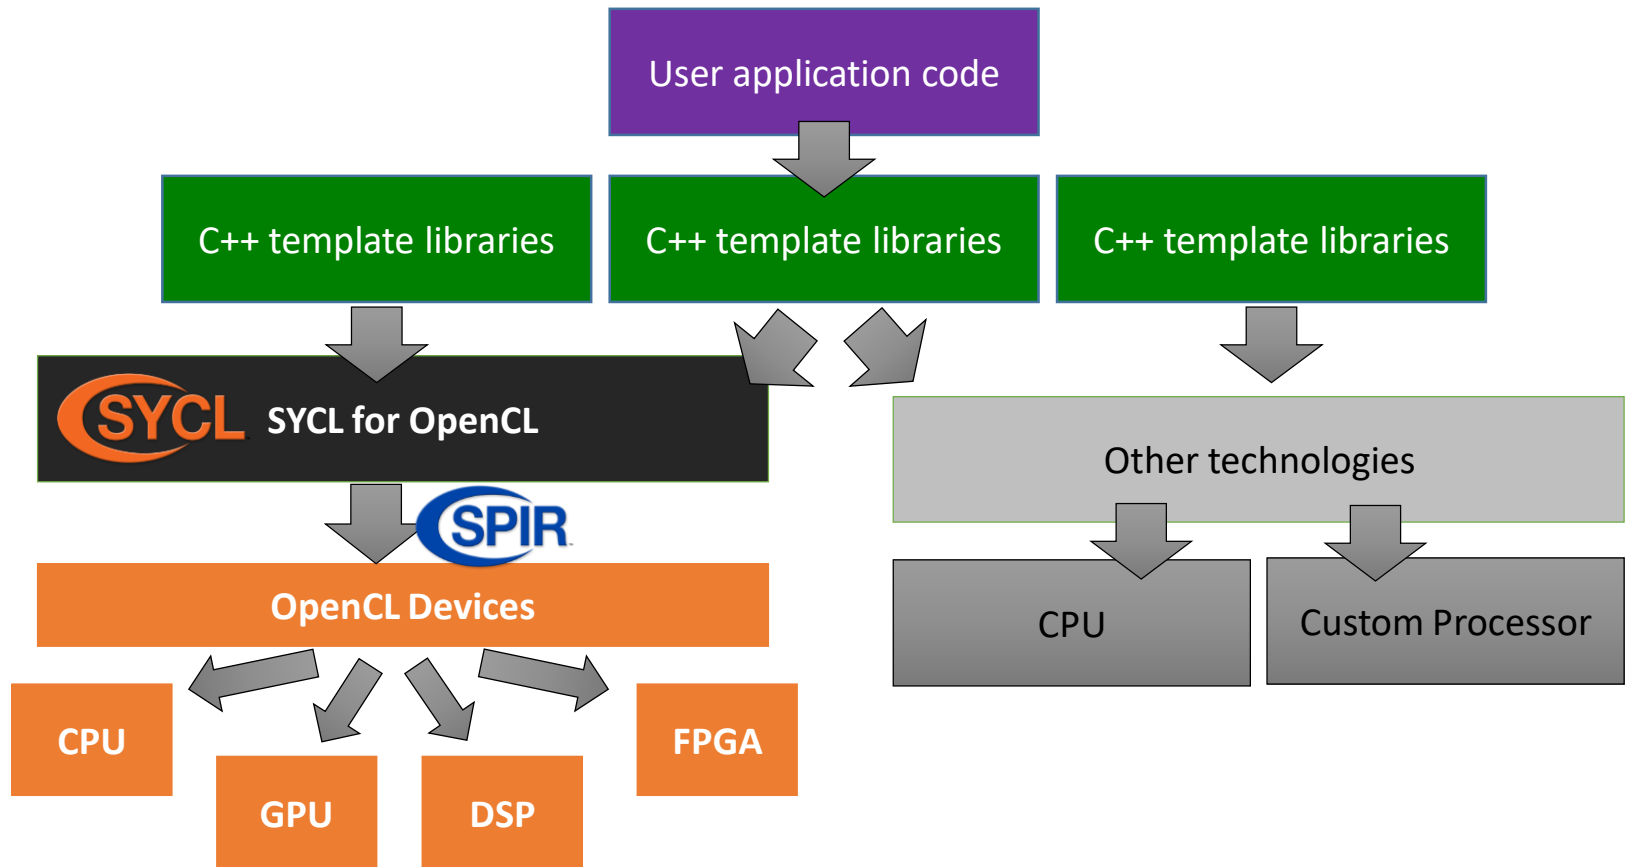 User application code
C++ template libraries
C++ template libraries
C++ template libraries
SYCL
SYCL for OpenCL
Other technologies
SPIR
OpenCL Devices
CPU
Custom Processor
CPU
GPU
DSP
FPGA